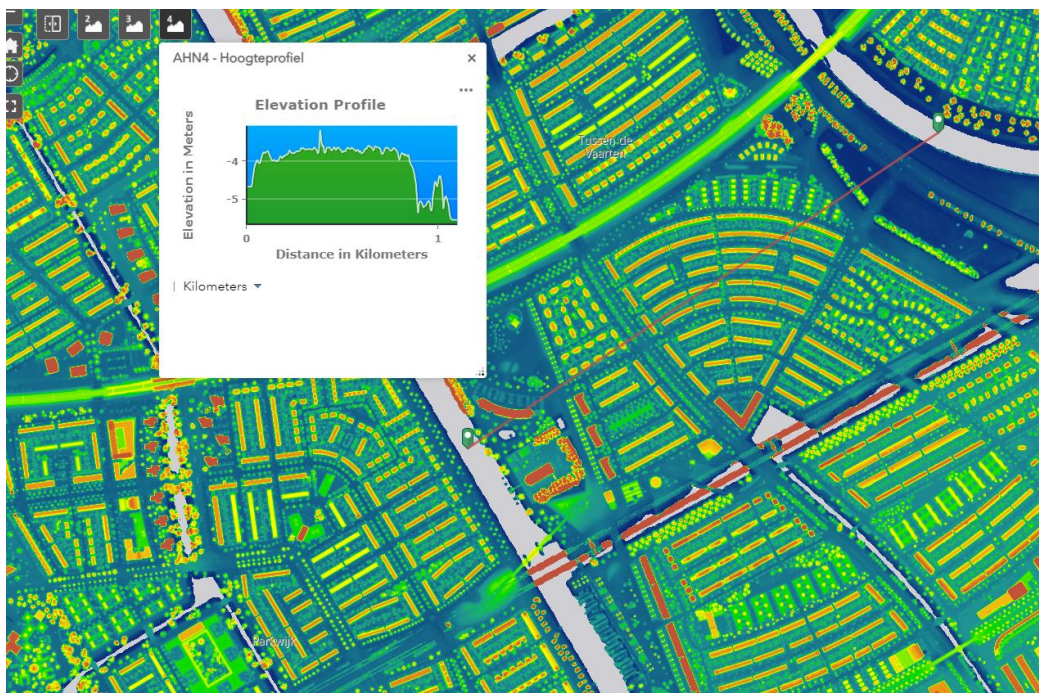 2
3
4
AHN4 - Hoogteprofiel
×
Elevation Profile
Elevation in Meters
-4
-5
0
1
Distance in Kilometers
Kilometers
Tussen de
Vaarten
Parkwijk